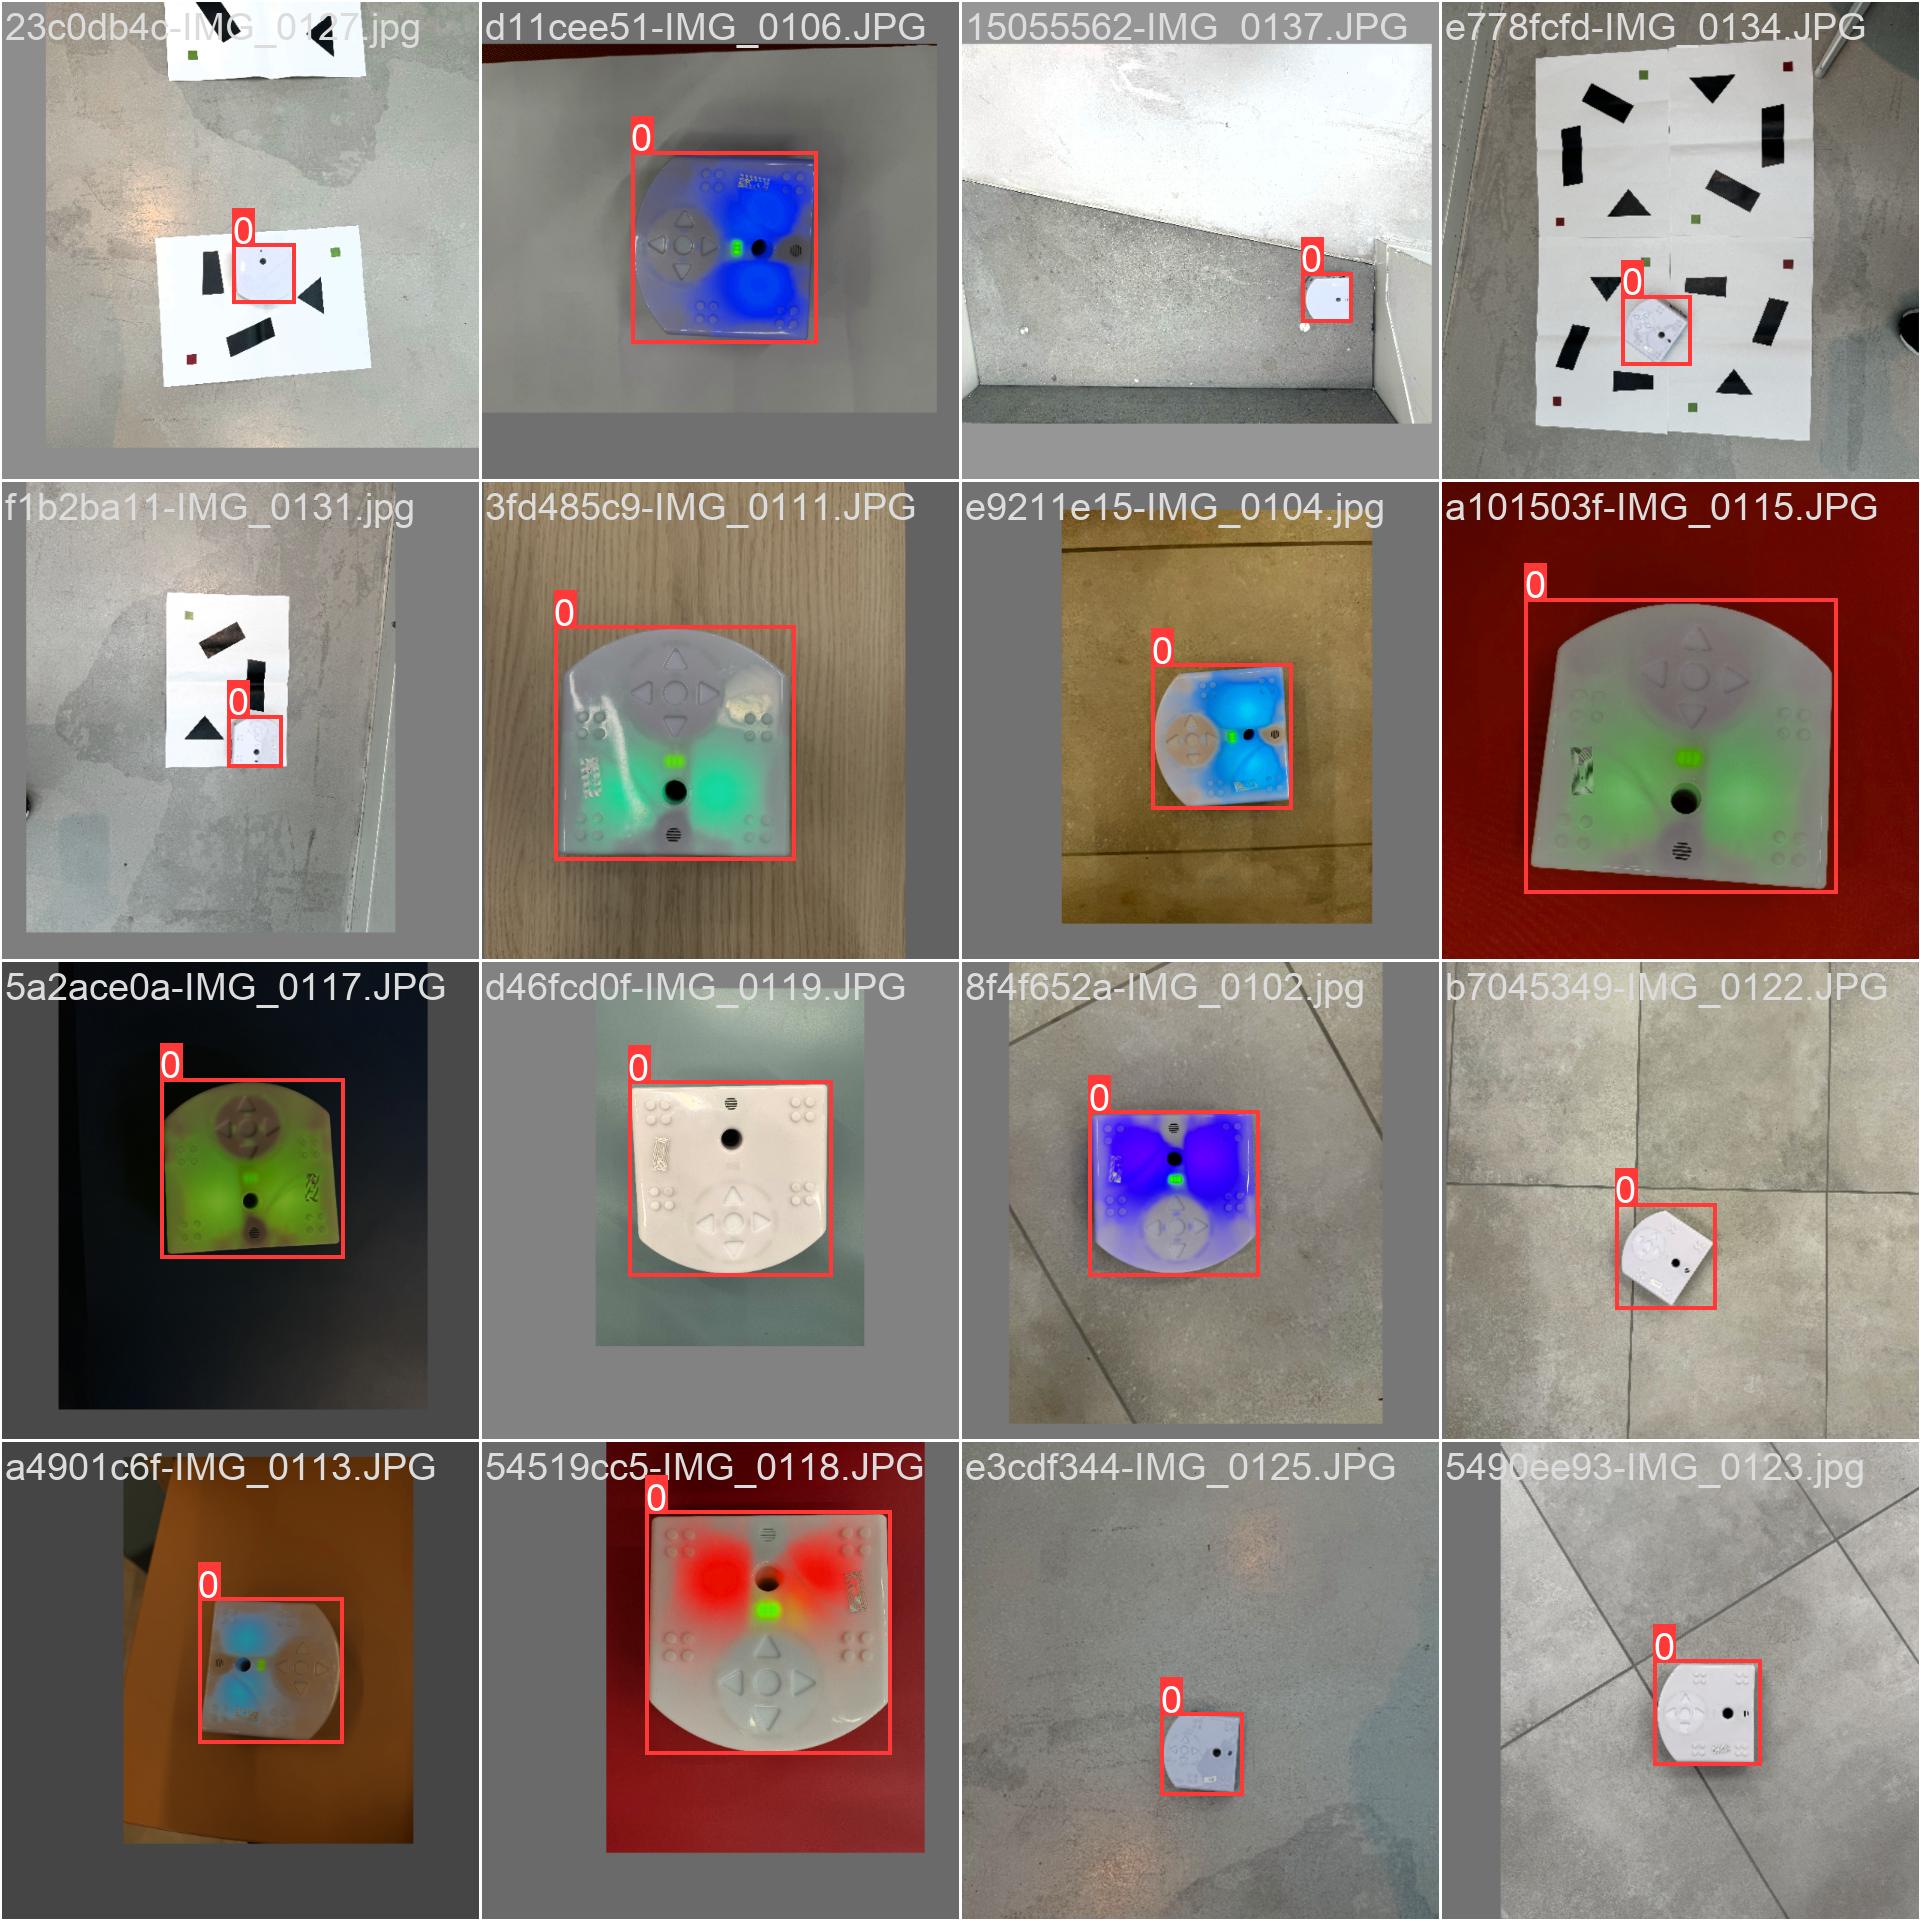 23c0db4c-IMG_0127.jpg
d11cee51-IMG_0106.JPG
15055562-IMG_0137.JPG
e778fcfd-IMG_0134.JPG
0
0
0
0
f1b2ba11-IMG_0131.jpg
3fd485c9-IMG_0111.JPG
e9211e15-IMG_0104.jpg
a101503f-IMG_0115.JPG
0
0
0
0
5a2ace0a-IMG_0117.JPG
d46fcd0f-IMG_0119.JPG
8f4f652a-IMG_0102.jpg
b7045349-IMG_0122.JPG
0
0
0
0
a4901c6f-IMG_0113.JPG
54519cc5-IMG_0118.JPG
e3cdf344-IMG_0125.JPG
5490ee93-IMG_0123.jpg
0
0
0
0